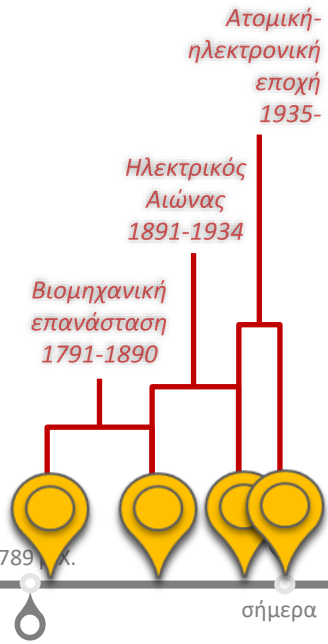 Ατομική-
ηλεκτρονική
εποχή
1935-
Ηλεκτρικός
Αιώνας
1891-1934
Βιομηχανική
επανάσταση
1791-1890
σήμερα